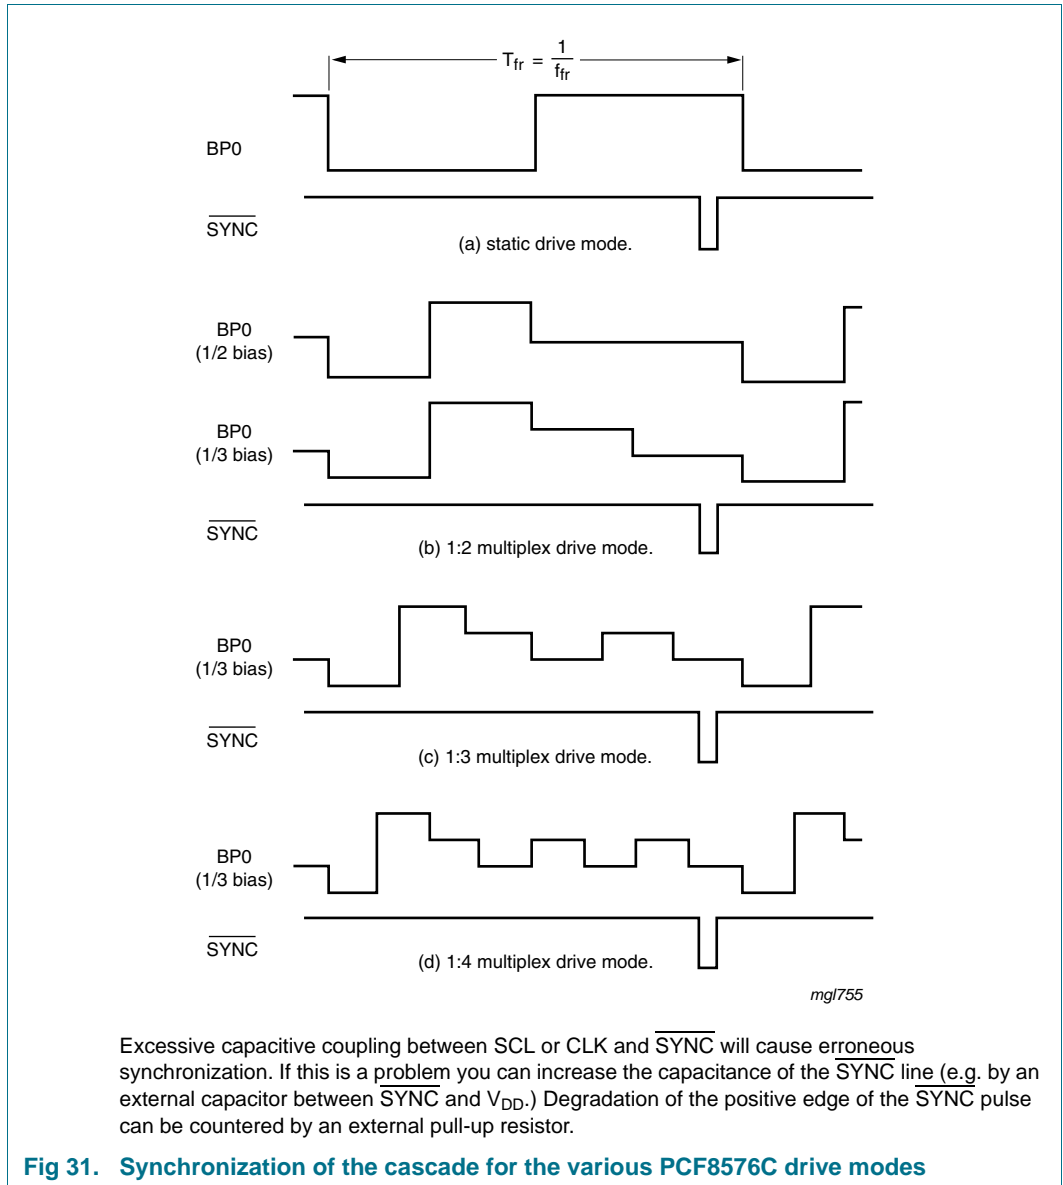 T_fr = 1/f_fr
BP0
SYNC
(a) static drive mode.
BP0
(1/2 bias)
BP0
(1/3 bias)
SYNC
(b) 1:2 multiplex drive mode.
BP0
(1/3 bias)
SYNC
(c) 1:3 multiplex drive mode.
BP0
(1/3 bias)
SYNC
(d) 1:4 multiplex drive mode.
mgl755
Excessive capacitive coupling between SCL or CLK and SYNC will cause erroneous
synchronization. If this is a problem you can increase the capacitance of the SYNC line (e.g. by an
external capacitor between SYNC and VDD.) Degradation of the positive edge of the SYNC pulse
can be countered by an external pull-up resistor.
Fig 31. Synchronization of the cascade for the various PCF8576C drive modes